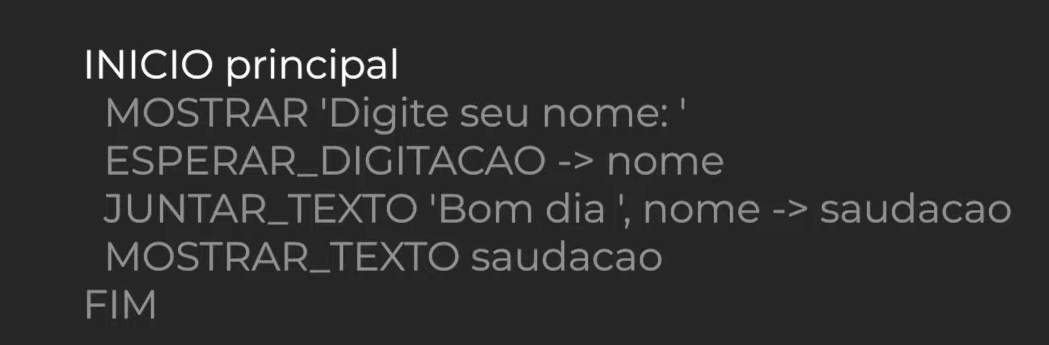 INICIO principal
MOSTRAR 'Digite seu nome: '
ESPERAR_DIGITACAO -> nome
JUNTAR_TEXTO 'Bom dia ', nome -> saudacao
MOSTRAR_TEXTO saudacao
FIM